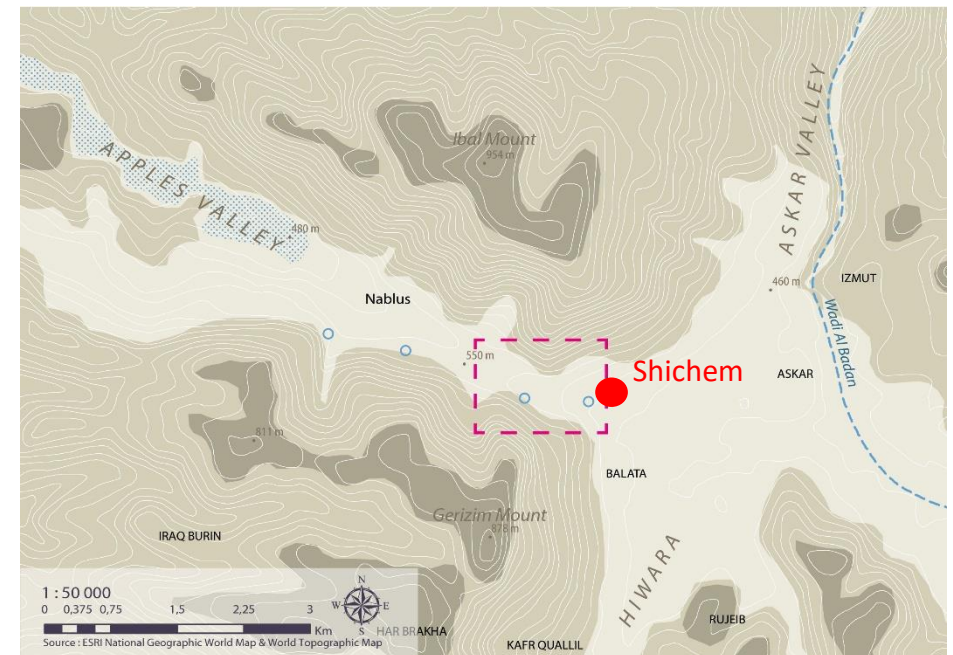 Ibal Mount
954 m
APPLES VALLEY
480 m
ASKAR VALLEY
460 m
IZMUT
Nablus
Wadi Al Badan
550 m
Shichem
ASKAR
811 m
BALATA
Gerizim Mount
878 m
IRAQ BURIN
HIWARA
RUJEIB
HAR BRAKHA
KAFR QUALLIL
1 : 50 000
0 0,375 0,75 1,5 2,25 3
Km
N
W E
S
Source : ESRI National Geographic World Map & World Topographic Map